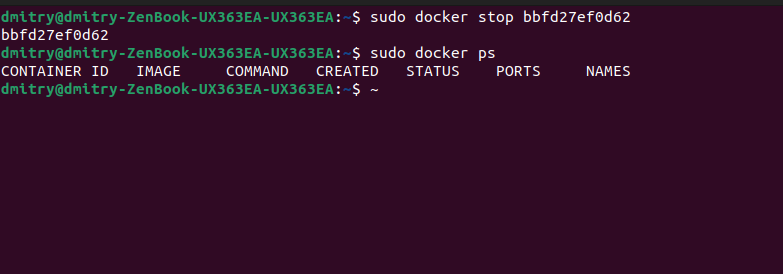 dmitry@dmitry-ZenBook-UX363EA-UX363EA:~$ sudo docker stop bbfd27ef0d62
bbfd27ef0d62
dmitry@dmitry-ZenBook-UX363EA-UX363EA:~$ sudo docker ps
CONTAINER ID   IMAGE     COMMAND   CREATED   STATUS    PORTS     NAMES
dmitry@dmitry-ZenBook-UX363EA-UX363EA:~$ ~